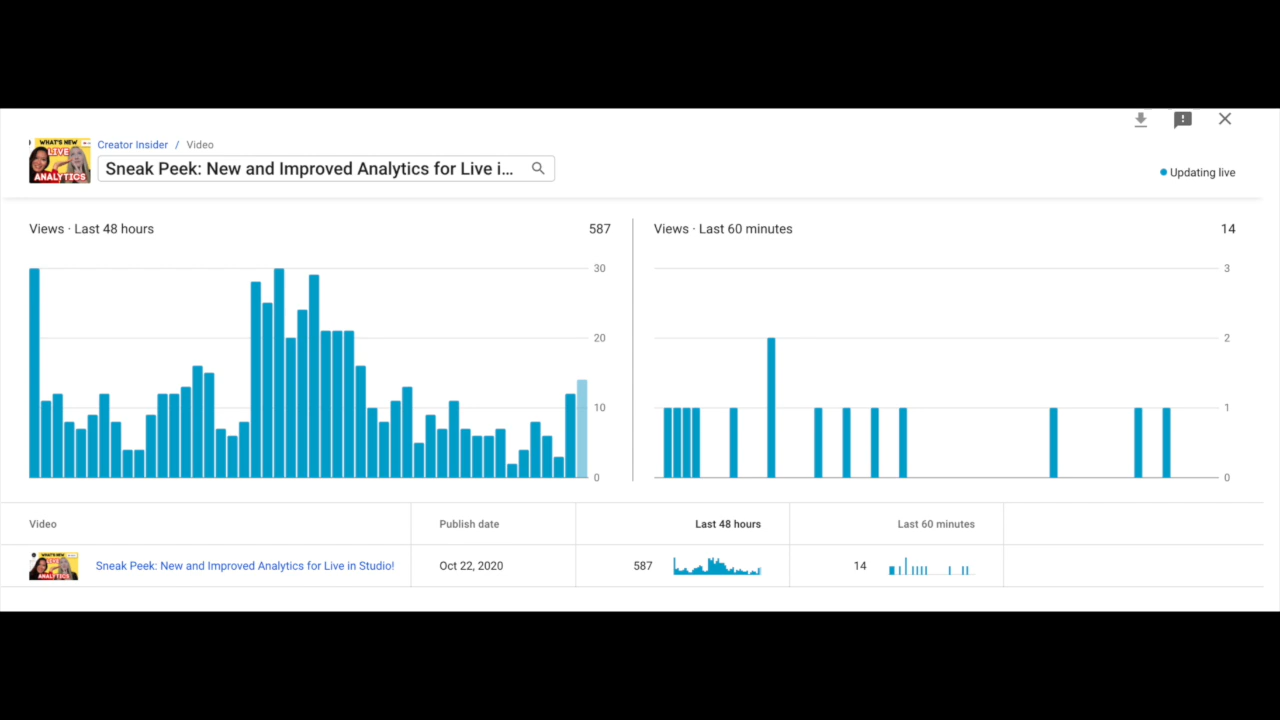 WHAT'S NEW
LIVE
ANALYTICS
Creator Insider / Video
Sneak Peek: New and Improved Analytics for Live i...
Updating live
Views · Last 48 hours 587
30
20
10
0
Views · Last 60 minutes 14
3
2
1
0
Video Publish date Last 48 hours Last 60 minutes
WHAT'S NEW
ANALYTICS
Sneak Peek: New and Improved Analytics for Live in Studio! Oct 22, 2020 587 14